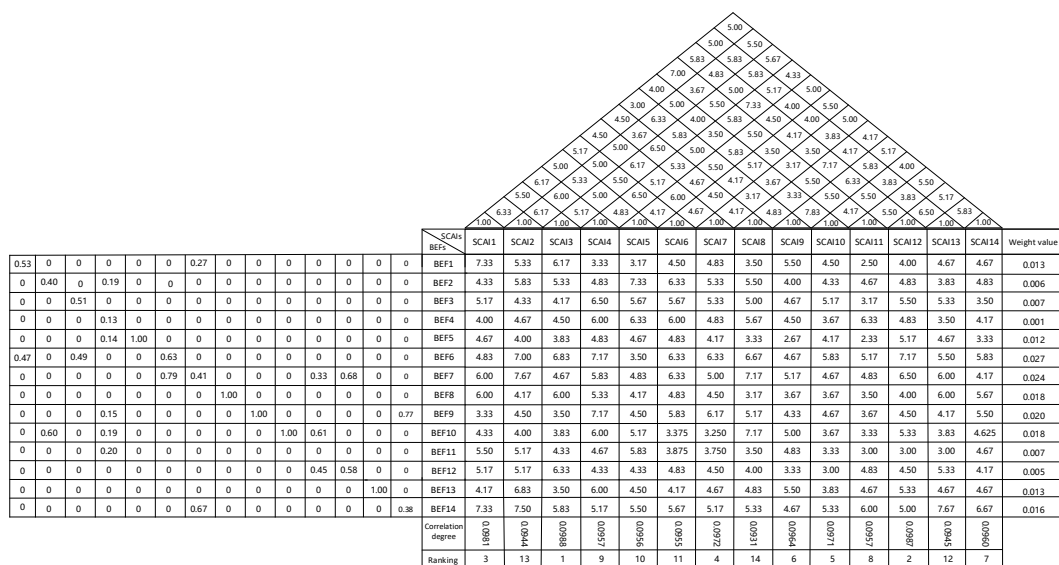 5.00
5.00 5.50
5.83 5.83 5.67
7.00 4.83 5.83 4.33
4.00 3.67 5.00 5.17 4.50
3.00 5.00 5.50 7.33 4.00 5.00
4.50 6.33 4.00 5.83 4.50 5.00 5.00
4.50 3.67 5.83 3.50 5.50 4.17 3.83 4.17
5.17 5.00 6.50 5.00 5.83 3.50 3.50 4.17 5.17
5.00 5.00 6.17 5.33 5.50 5.17 3.17 7.17 5.83 4.00
6.17 5.33 5.50 5.17 4.67 4.17 3.67 5.50 6.33 3.83 5.50
5.50 5.00 5.50 6.50 6.00 4.50 3.17 5.50 4.00 3.83 6.50 5.50
6.33 6.17 5.17 4.83 4.17 4.67 4.17 4.83 7.83 4.17 5.50 6.50 5.83
1.00 1.00 1.00 1.00 1.00 1.00 1.00 1.00 1.00 1.00 1.00 1.00 1.00 1.00
SCAIs BEFs SCAI1 SCAI2 SCAI3 SCAI4 SCAI5 SCAI6 SCAI7 SCAI8 SCAI9 SCAI10 SCAI11 SCAI12 SCAI13 SCAI14 Weight value
0.53 0 0 0 0 0 0.27 0 0 0 0 0 0 0 BEF1 7.33 5.33 6.17 3.33 3.17 4.50 4.83 3.50 5.50 4.50 2.50 4.00 4.67 4.67 0.013
0 0.40 0 0.19 0 0 0 0 0 0 0 0 0 0 BEF2 4.33 5.83 5.33 4.83 7.33 6.33 5.33 5.50 4.00 4.33 4.67 4.83 3.83 4.83 0.006
0 0 0.51 0 0 0 0 0 0 0 0 0 0 0 BEF3 5.17 4.33 4.17 6.50 5.67 5.67 5.33 5.00 4.67 5.17 3.17 5.50 5.33 3.50 0.007
0 0 0 0.13 0 0 0 0 0 0 0 0 0 0 BEF4 4.00 4.67 4.50 6.00 6.33 6.00 4.83 5.67 4.50 3.67 6.33 4.83 3.50 4.17 0.001
0 0 0 0.14 1.00 0 0 0 0 0 0 0 0 0 BEF5 4.67 4.00 3.83 4.83 4.67 4.83 4.17 3.33 2.67 4.17 2.33 5.17 4.67 3.33 0.012
0.47 0 0.49 0 0 0.63 0 0 0 0 0 0 0 0 BEF6 4.83 7.00 6.83 7.17 3.50 6.33 6.33 6.67 4.67 5.83 5.17 7.17 5.50 5.83 0.027
0 0 0 0 0 0.79 0.41 0 0 0 0.33 0.68 0 0 BEF7 6.00 7.67 4.67 5.83 4.83 6.33 5.00 7.17 5.17 4.67 4.83 6.50 6.00 4.17 0.024
0 0 0 0 0 0 0 1.00 0 0 0 0 0 0 BEF8 6.00 4.17 6.00 5.33 4.17 4.83 4.50 3.17 3.67 3.67 3.50 4.00 6.00 5.67 0.018
0 0 0 0.15 0 0 0 0 1.00 0 0 0 0 0.77 BEF9 3.33 4.50 3.50 7.17 4.50 5.83 6.17 5.17 4.33 4.67 3.67 4.50 4.17 5.50 0.020
0 0.60 0 0.19 0 0 0 0 0 1.00 0.61 0 0 0 BEF10 4.33 4.00 3.83 6.00 5.17 3.375 3.250 7.17 5.00 3.67 3.33 5.33 3.83 4.625 0.018
0 0 0 0.20 0 0 0 0 0 0 0 0 0 0 BEF11 5.50 5.17 4.33 4.67 5.83 3.875 3.750 3.50 4.83 3.33 3.00 3.00 3.00 4.67 0.007
0 0 0 0 0 0 0 0 0 0 0.45 0.58 0 0 BEF12 5.17 5.17 6.33 4.33 4.33 4.83 4.50 4.00 3.33 3.00 4.83 4.50 5.33 4.17 0.005
0 0 0 0 0 0 0 0 0 0 0 0 1.00 0 BEF13 4.17 6.83 3.50 6.00 4.50 4.17 4.67 4.83 5.50 3.83 4.67 5.33 4.67 4.67 0.013
0 0 0 0 0 0 0.67 0 0 0 0 0 0 0.38 BEF14 7.33 7.50 5.83 5.17 5.50 5.67 5.17 5.33 4.67 5.33 6.00 5.00 7.67 6.67 0.016
Correlation degree 0.0981 0.0944 0.0988 0.0957 0.0956 0.0955 0.0972 0.0931 0.0964 0.0971 0.0957 0.0987 0.0945 0.0960
Ranking 3 13 1 9 10 11 4 14 6 5 8 2 12 7